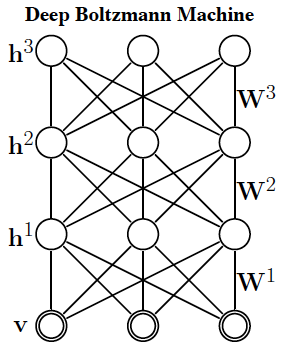 Deep Boltzmann Machine
h³
W³
h²
W²
h¹
W¹
v